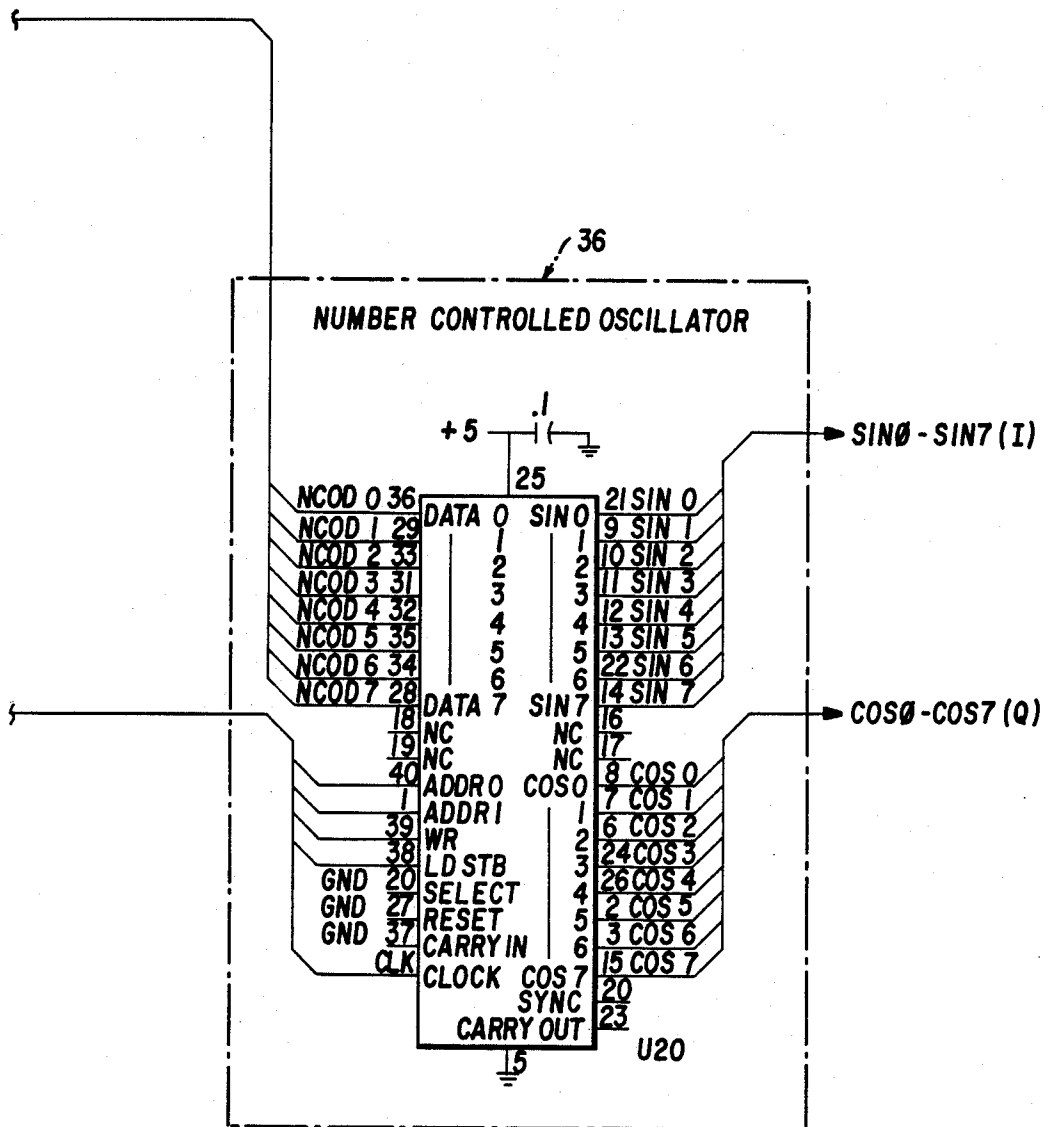 36
NUMBER CONTROLLED OSCILLATOR
.1
+5
SINØ-SIN7(I)
25
NCOD 0 36 DATA 0 SIN 0 21 SIN 0
NCOD 1 29 1 1 9 SIN 1
NCOD 2 33 2 2 10 SIN 2
NCOD 3 31 3 3 11 SIN 3
NCOD 4 32 4 4 12 SIN 4
NCOD 5 35 5 5 13 SIN 5
NCOD 6 34 6 6 22 SIN 6
NCOD 7 28 DATA 7 SIN 7 14 SIN 7
COSØ-COS7(Q)
18 NC NC 16
19 NC NC 17
40 ADDR 0 COS 0 8 COS 0
1 ADDR 1 1 7 COS 1
39 WR 2 6 COS 2
38 LD STB 3 24 COS 3
GND 20 SELECT 4 26 COS 4
GND 27 RESET 5 2 COS 5
GND 37 CARRY IN 6 3 COS 6
CLK CLOCK COS 7 15 COS 7
SYNC 20
CARRY OUT 23
U20
5